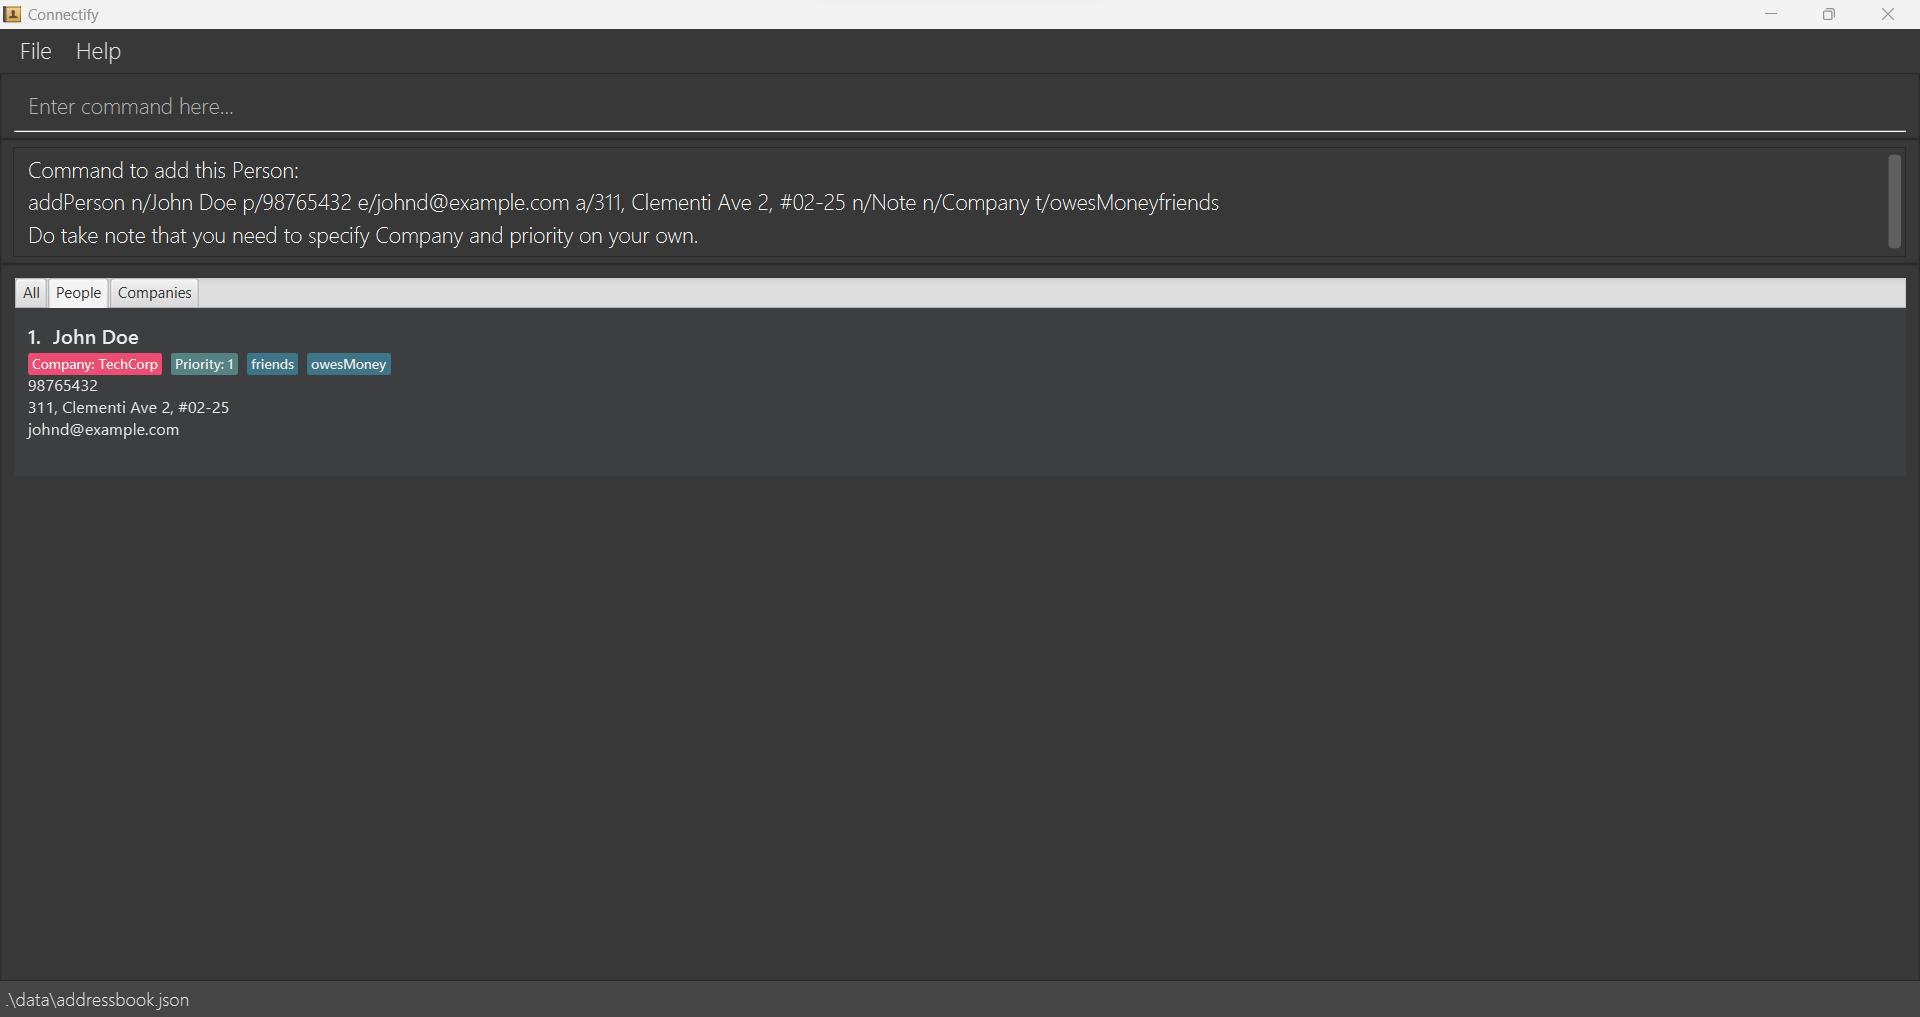 Connectify
File Help
Enter command here...
Command to add this Person:
addPerson n/John Doe p/98765432 e/johnd@example.com a/311, Clementi Ave 2, #02-25 n/Note n/Company t/owesMoneyfriends
Do take note that you need to specify Company and priority on your own.
All People Companies
1. John Doe
Company: TechCorp Priority: 1 friends owesMoney
98765432
311, Clementi Ave 2, #02-25
johnd@example.com
.\data\addressbook.json